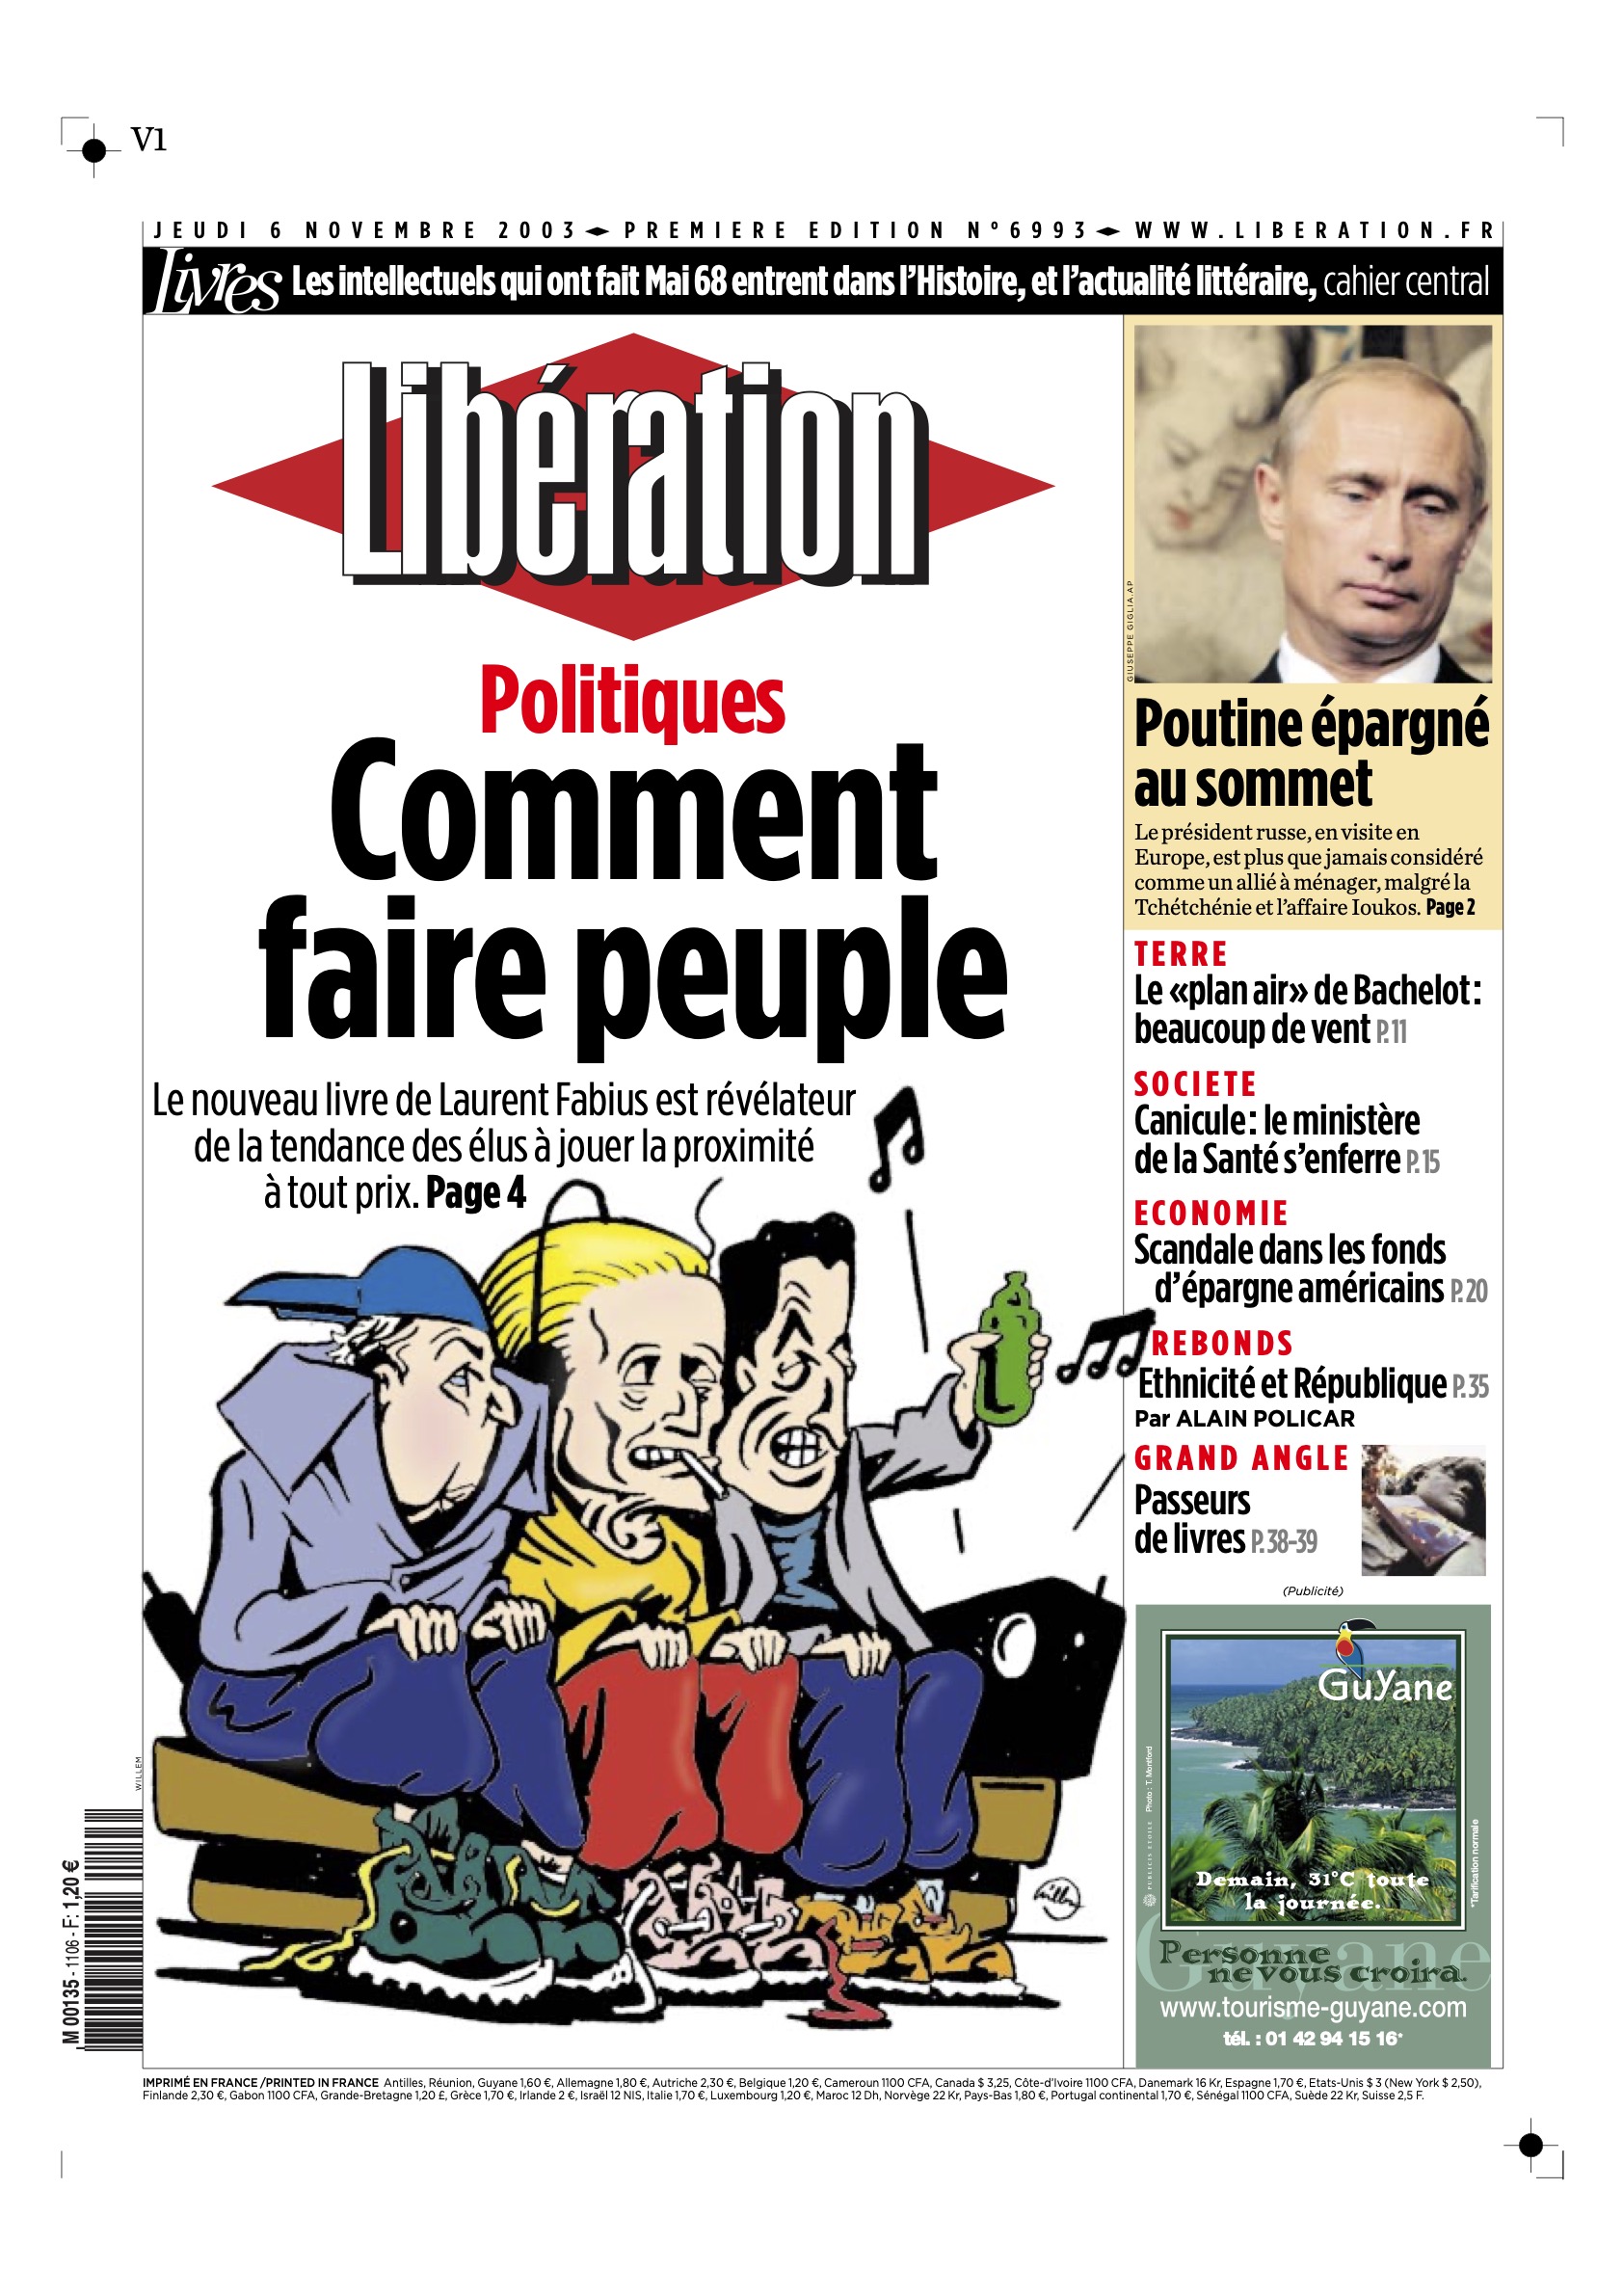 V1
JEUDI 6 NOVEMBRE 2003 PREMIERE EDITION N°6993 WWW.LIBERATION.FR
Livres Les intellectuels qui ont fait Mai 68 entrent dans l’Histoire, et l’actualité littéraire, cahier central
Libération
Politiques
Comment
faire peuple
Le nouveau livre de Laurent Fabius est révélateur
de la tendance des élus à jouer la proximité
à tout prix. Page 4
WILLEM
Willem
GIUSEPPE GIGLIA.AP
Poutine épargné
au sommet
Le président russe, en visite en
Europe, est plus que jamais considéré
comme un allié à ménager, malgré la
Tchétchénie et l’affaire Ioukos. Page 2
TERRE
Le «plan air» de Bachelot:
beaucoup de vent P.11
SOCIETE
Canicule: le ministère
de la Santé s’enferre P.15
ECONOMIE
Scandale dans les fonds
d’épargne américains P.20
REBONDS
Ethnicité et République P.35
Par ALAIN POLICAR
GRAND ANGLE
Passeurs
de livres P.38-39
(Publicité)
Guyane
PUBLICIS ETOILE Photo : T. Montford
*Tarification normale
Demain, 31°C toute
la journée.
Guyane
Personne
ne vous croira.
www.tourisme-guyane.com
tél. : 01 42 94 15 16*
M 00135 - 1106 - F: 1,20 €
IMPRIMÉ EN FRANCE /PRINTED IN FRANCE Antilles, Réunion, Guyane 1,60 €, Allemagne 1,80 €, Autriche 2,30 €, Belgique 1,20 €, Cameroun 1100 CFA, Canada $ 3,25, Côte-d’Ivoire 1100 CFA, Danemark 16 Kr, Espagne 1,70 €, Etats-Unis $ 3 (New York $ 2,50),
Finlande 2,30 €, Gabon 1100 CFA, Grande-Bretagne 1,20 £, Grèce 1,70 €, Irlande 2 €, Israël 12 NIS, Italie 1,70 €, Luxembourg 1,20 €, Maroc 12 Dh, Norvège 22 Kr, Pays-Bas 1,80 €, Portugal continental 1,70 €, Sénégal 1100 CFA, Suède 22 Kr, Suisse 2,5 F.